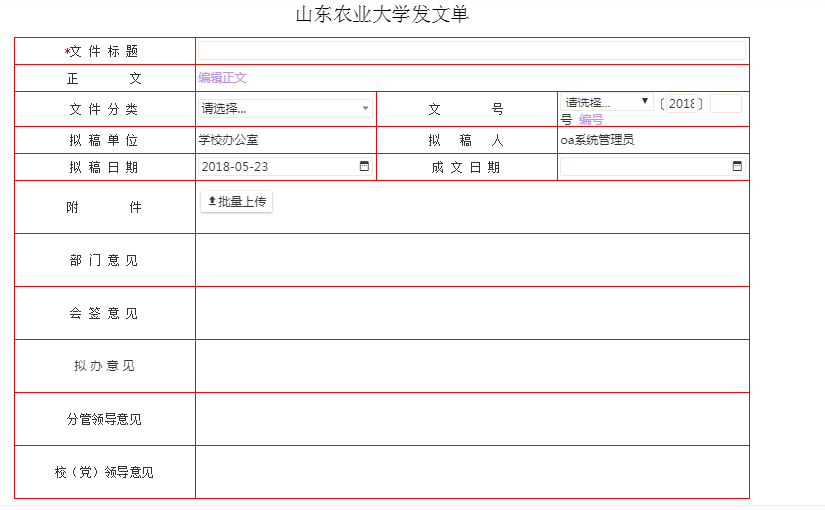 山东农业大学发文单
*文 件 标 题
正 文 编辑正文
文 件 分 类 请选择... 文 号 请选择... 〔 2018 〕
号 编号
拟 稿 单 位 学校办公室 拟 稿 人 oa系统管理员
拟 稿 日 期 2018-05-23 成 文 日 期
附 件 批量上传
部 门 意 见
会 签 意 见
拟 办 意 见
分管领导意见
校（党）领导意见